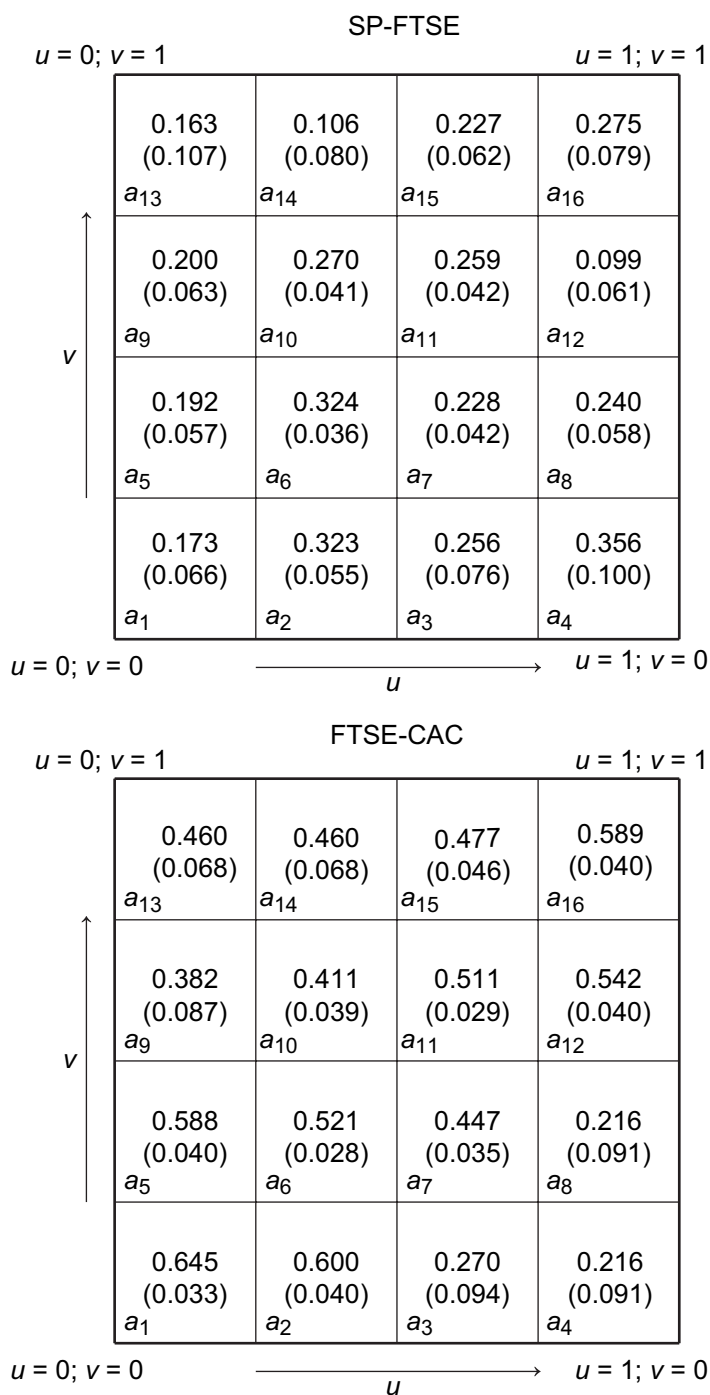 SP-FTSE
u = 0; v = 1 u = 1; v = 1
0.163 0.106 0.227 0.275
(0.107) (0.080) (0.062) (0.079)
a13 a14 a15 a16
0.200 0.270 0.259 0.099
(0.063) (0.041) (0.042) (0.061)
a9 a10 a11 a12
v
0.192 0.324 0.228 0.240
(0.057) (0.036) (0.042) (0.058)
a5 a6 a7 a8
0.173 0.323 0.256 0.356
(0.066) (0.055) (0.076) (0.100)
a1 a2 a3 a4
u = 0; v = 0 u = 1; v = 0
u
FTSE-CAC
u = 0; v = 1 u = 1; v = 1
0.460 0.460 0.477 0.589
(0.068) (0.068) (0.046) (0.040)
a13 a14 a15 a16
0.382 0.411 0.511 0.542
(0.087) (0.039) (0.029) (0.040)
a9 a10 a11 a12
v
0.588 0.521 0.447 0.216
(0.040) (0.028) (0.035) (0.091)
a5 a6 a7 a8
0.645 0.600 0.270 0.216
(0.033) (0.040) (0.094) (0.091)
a1 a2 a3 a4
u = 0; v = 0 u = 1; v = 0
u